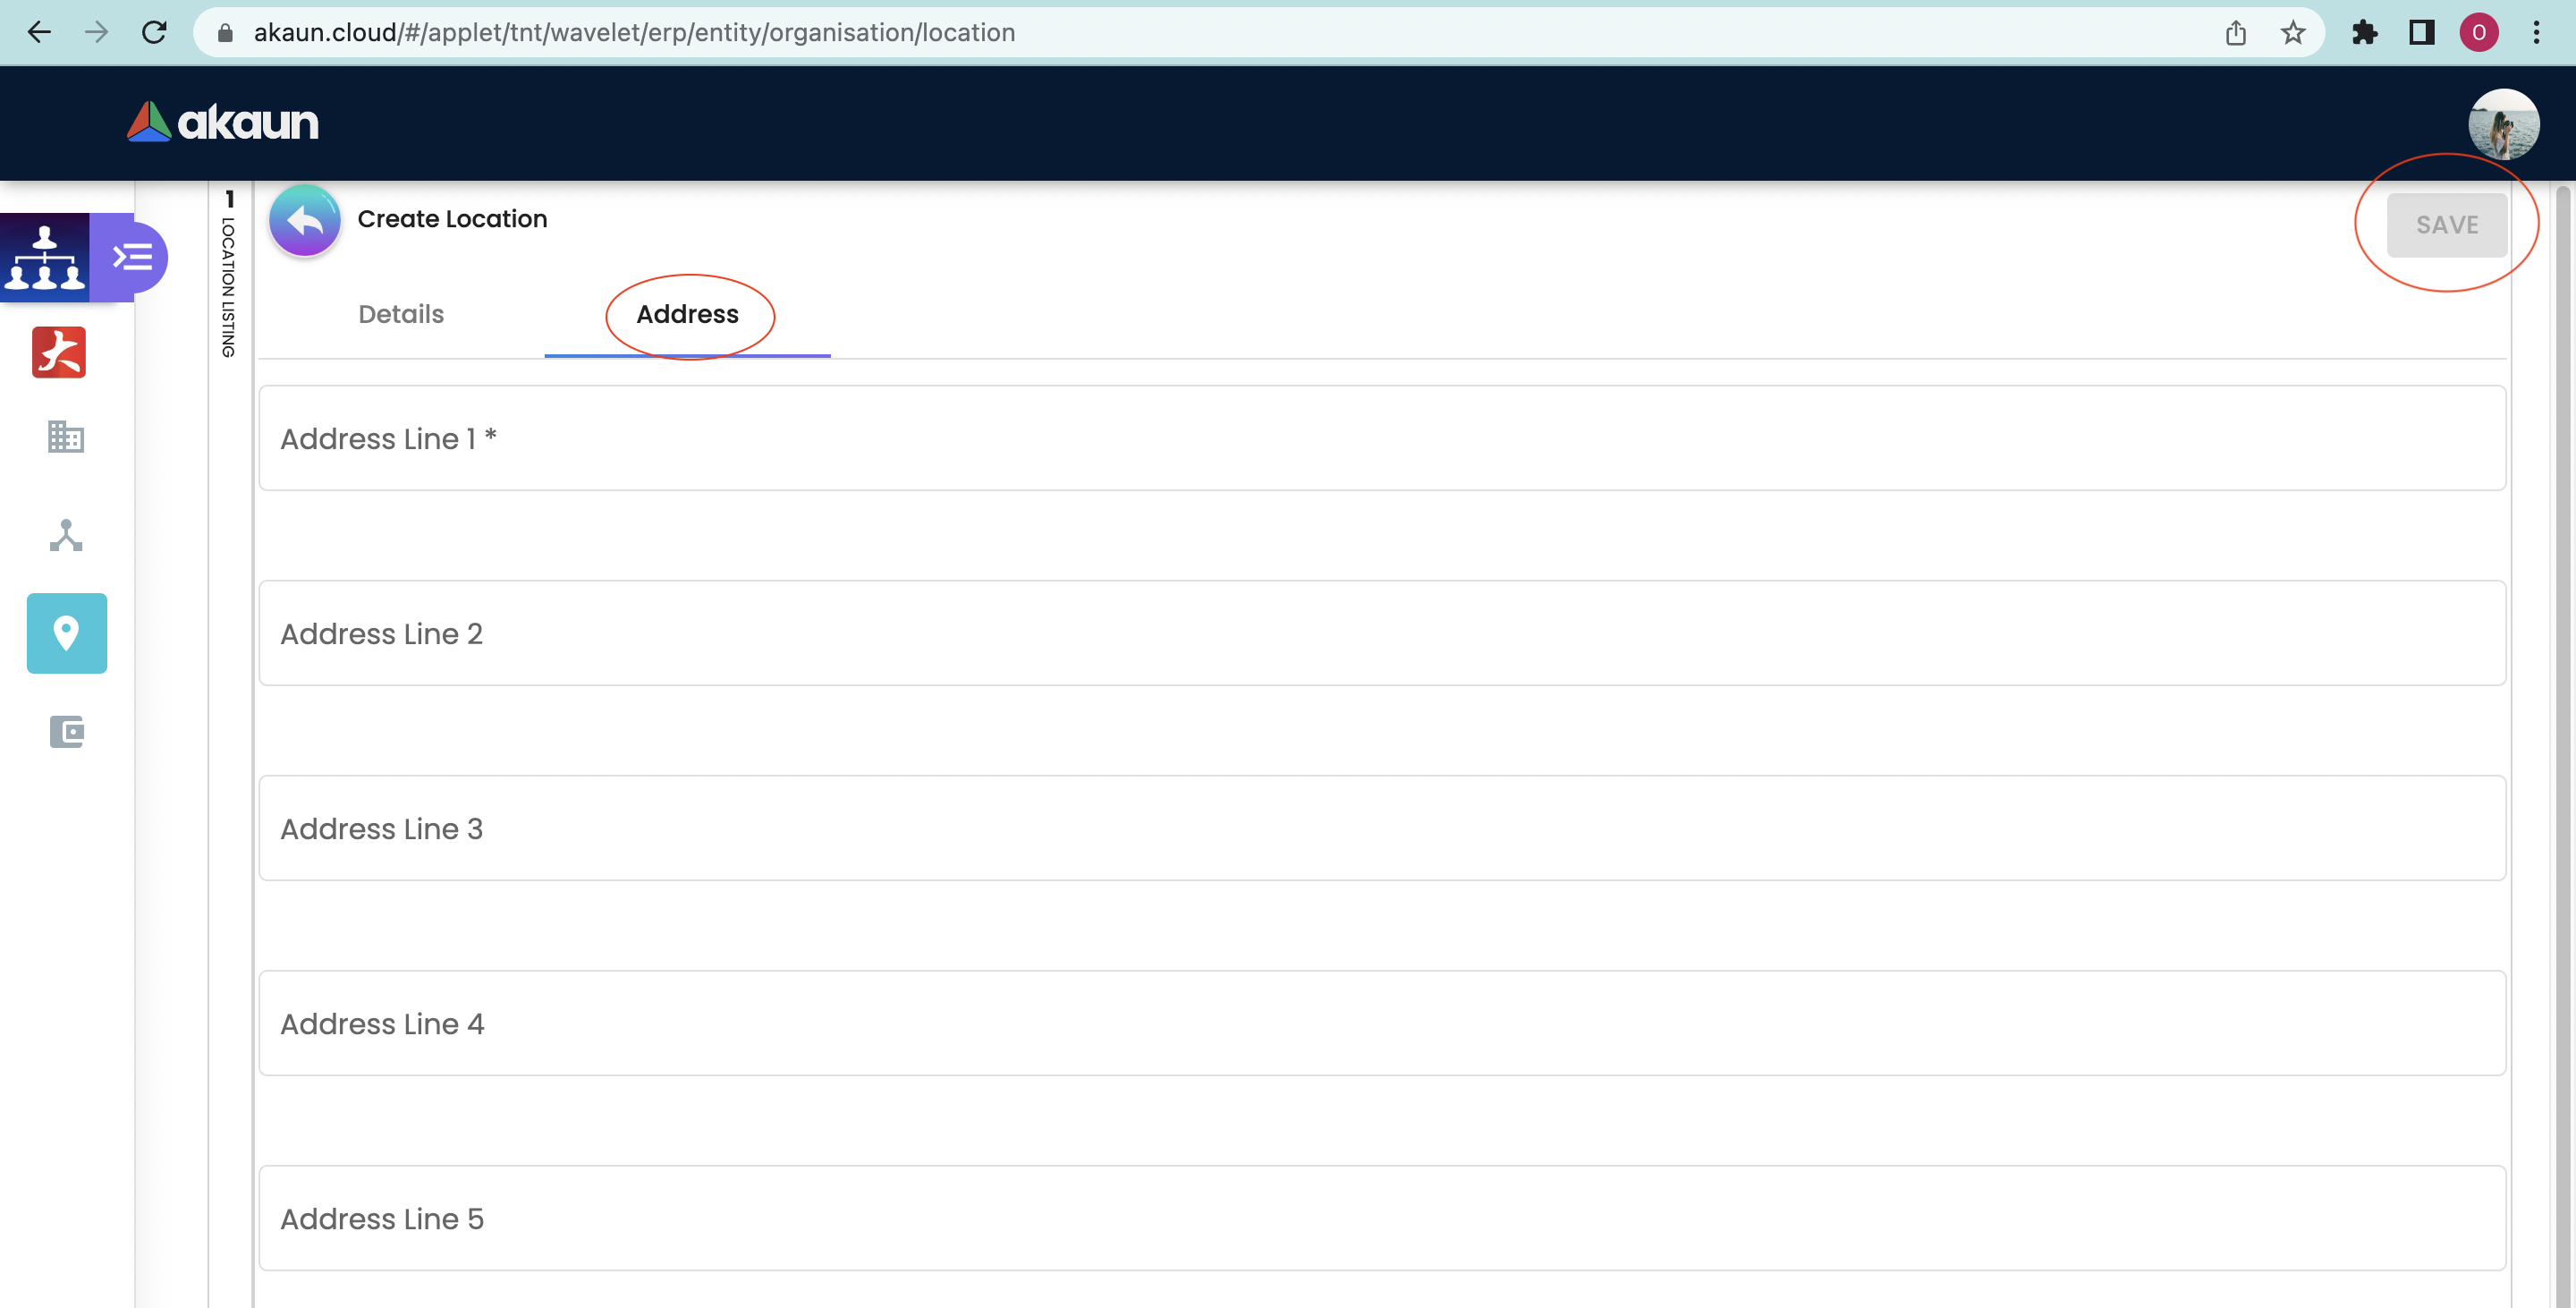 akaun.cloud/#/applet/tnt/wavelet/erp/entity/organisation/location
O
akaun
1
LOCATION LISTING
Create Location
SAVE
Details
Address
Address Line 1 *
Address Line 2
Address Line 3
Address Line 4
Address Line 5